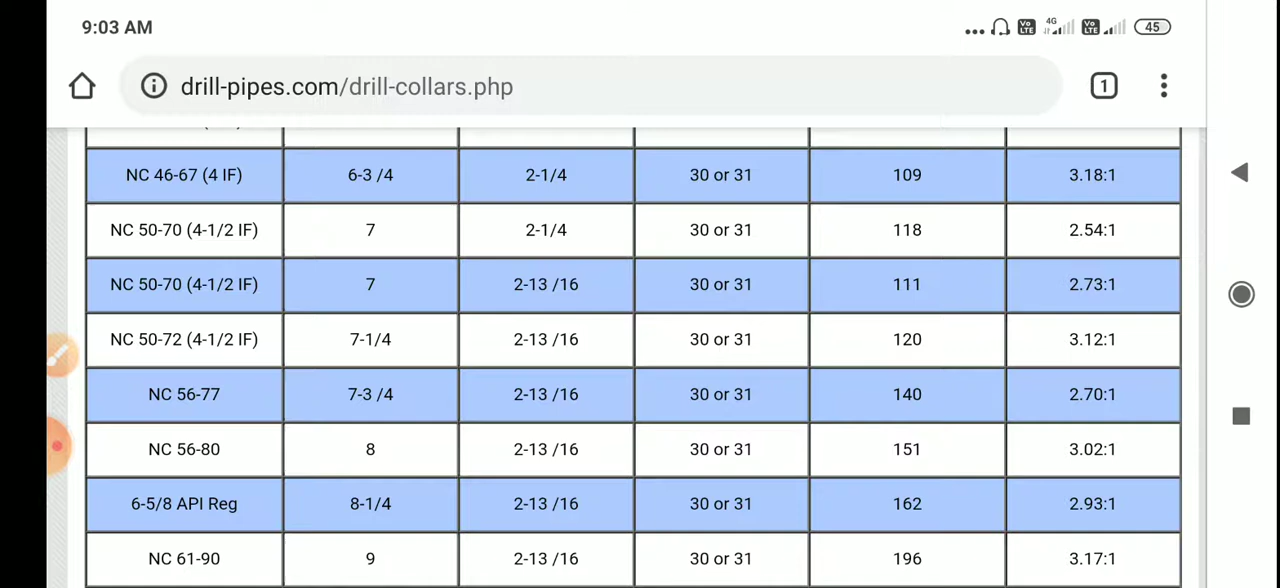 9:03 AM
4G
Vo LTE
Vo LTE
45
drill-pipes.com/drill-collars.php
1
NC 46-67 (4 IF) 6-3 /4 2-1/4 30 or 31 109 3.18:1
NC 50-70 (4-1/2 IF) 7 2-1/4 30 or 31 118 2.54:1
NC 50-70 (4-1/2 IF) 7 2-13 /16 30 or 31 111 2.73:1
NC 50-72 (4-1/2 IF) 7-1/4 2-13 /16 30 or 31 120 3.12:1
NC 56-77 7-3 /4 2-13 /16 30 or 31 140 2.70:1
NC 56-80 8 2-13 /16 30 or 31 151 3.02:1
6-5/8 API Reg 8-1/4 2-13 /16 30 or 31 162 2.93:1
NC 61-90 9 2-13 /16 30 or 31 196 3.17:1